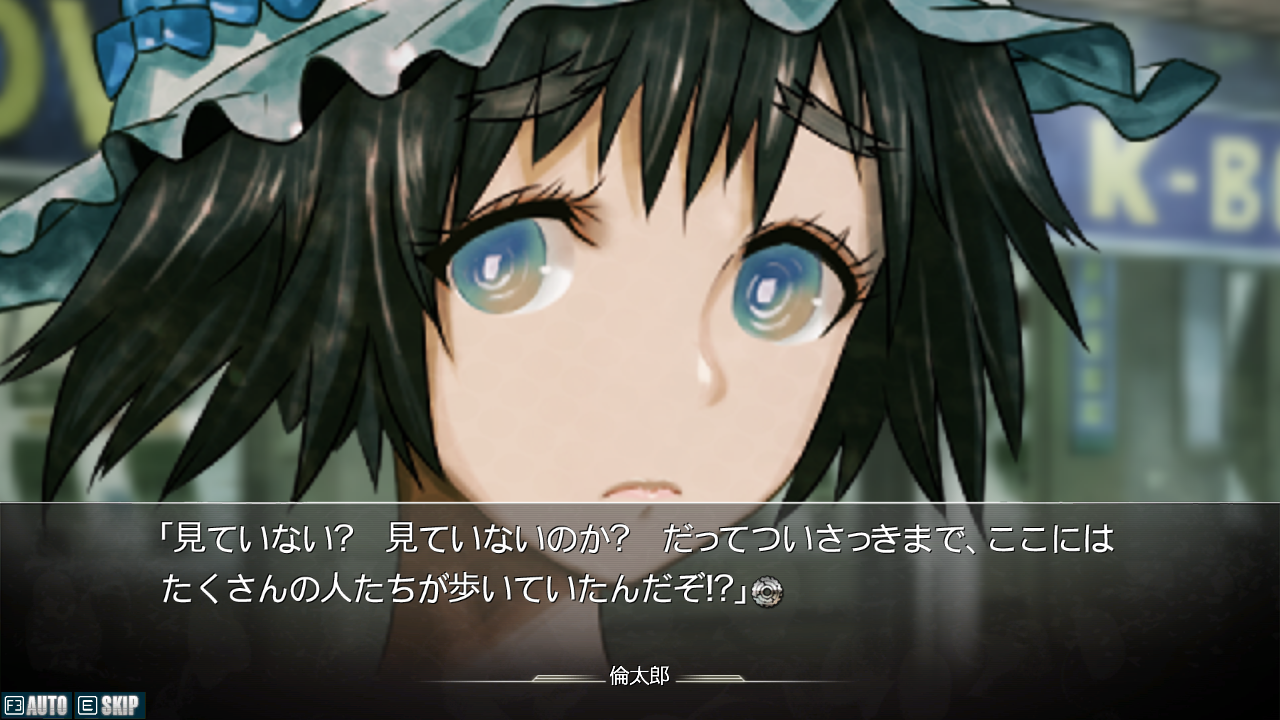 K-B
「見ていない?　見ていないのか?　だってついさっきまで、ここには
たくさんの人たちが歩いていたんだぞ!?」
倫太郎
F3 AUTO E SKIP